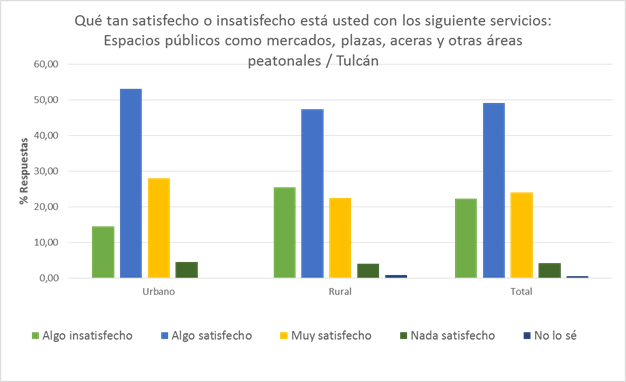 Qué tan satisfecho o insatisfecho está usted con los siguiente servicios:
Espacios públicos como mercados, plazas, aceras y otras áreas
peatonales / Tulcán
60,00
50,00
40,00
30,00
20,00
10,00
0,00
% Respuestas
Urbano Rural Total
Algo insatisfecho Algo satisfecho Muy satisfecho Nada satisfecho No lo sé